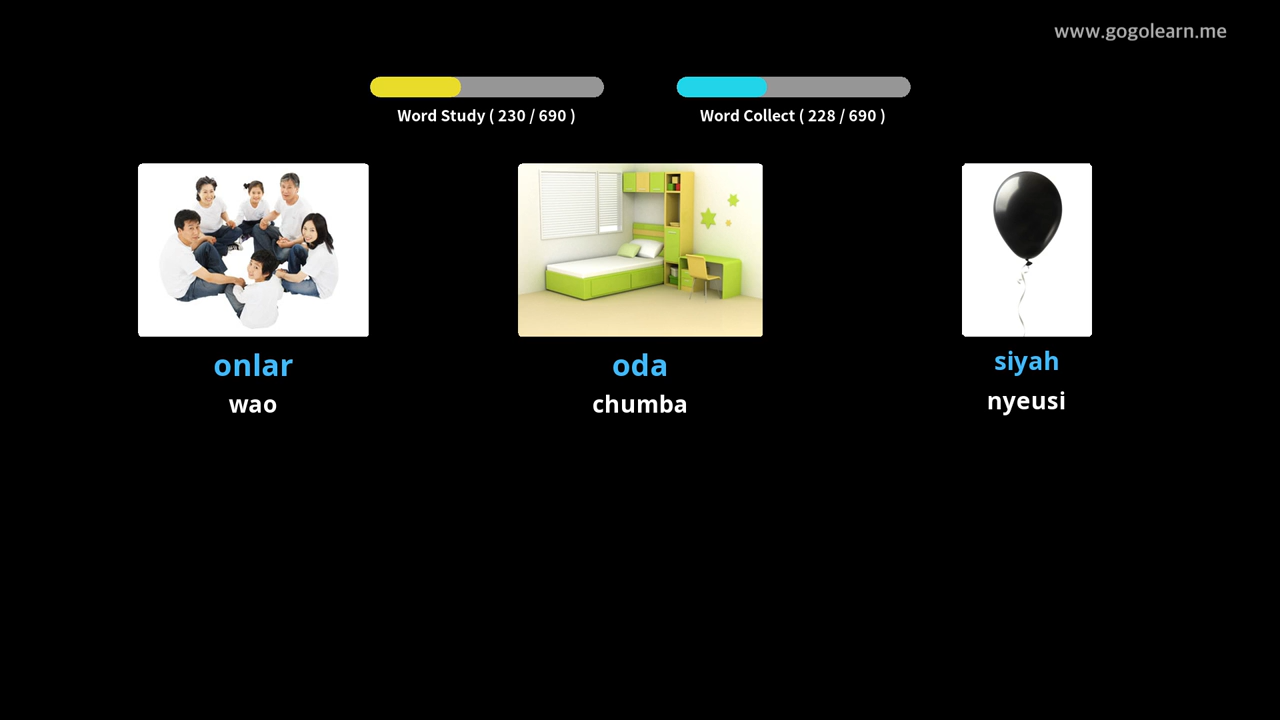 www.gogolearn.me
Word Study ( 230 / 690 )
Word Collect ( 228 / 690 )
onlar
wao
oda
chumba
siyah
nyeusi